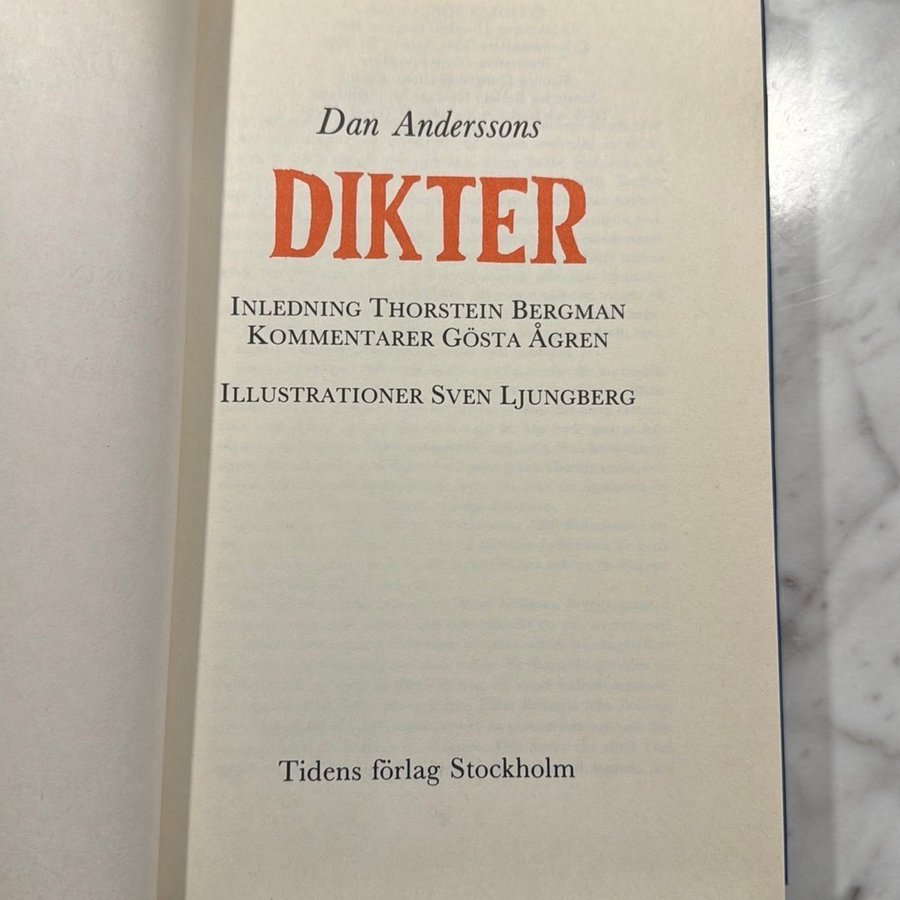 Dan Anderssons
DIKTER
INLEDNING THORSTEIN BERGMAN
KOMMENTARER GÖSTA ÅGREN
ILLUSTRATIONER SVEN LJUNGBERG
Tidens förlag Stockholm